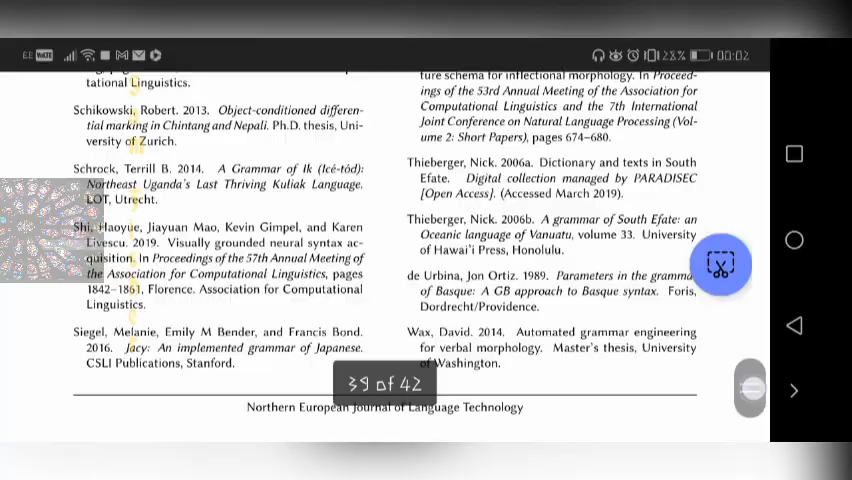 28% 00:02
tational Linguistics.
Schikowski, Robert. 2013. Object-conditioned differen-
tial marking in Chintang and Nepali. Ph.D. thesis, Uni-
versity of Zurich.
Schrock, Terrill B. 2014. A Grammar of Ik (Icé-tód):
Northeast Uganda's Last Thriving Kuliak Language.
LOT, Utrecht.
Shi, Haoyue, Jiayuan Mao, Kevin Gimpel, and Karen
Livescu. 2019. Visually grounded neural syntax ac-
quisition. In Proceedings of the 57th Annual Meeting of
the Association for Computational Linguistics, pages
1842–1861, Florence. Association for Computational
Linguistics.
Siegel, Melanie, Emily M Bender, and Francis Bond.
2016. Jacy: An implemented grammar of Japanese.
CSLI Publications, Stanford.
ture schema for inflectional morphology. In Proceed-
ings of the 53rd Annual Meeting of the Association for
Computational Linguistics and the 7th International
Joint Conference on Natural Language Processing (Vol-
ume 2: Short Papers), pages 674–680.
Thieberger, Nick. 2006a. Dictionary and texts in South
Efate. Digital collection managed by PARADISEC
[Open Access]. (Accessed March 2019).
Thieberger, Nick. 2006b. A grammar of South Efate: an
Oceanic language of Vanuatu, volume 33. University
of Hawai'i Press, Honolulu.
de Urbina, Jon Ortiz. 1989. Parameters in the gramma
of Basque: A GB approach to Basque syntax. Foris,
Dordrecht/Providence.
Wax, David. 2014. Automated grammar engineering
for verbal morphology. Master's thesis, University
of Washington.
39 of 42
Northern European Journal of Language Technology